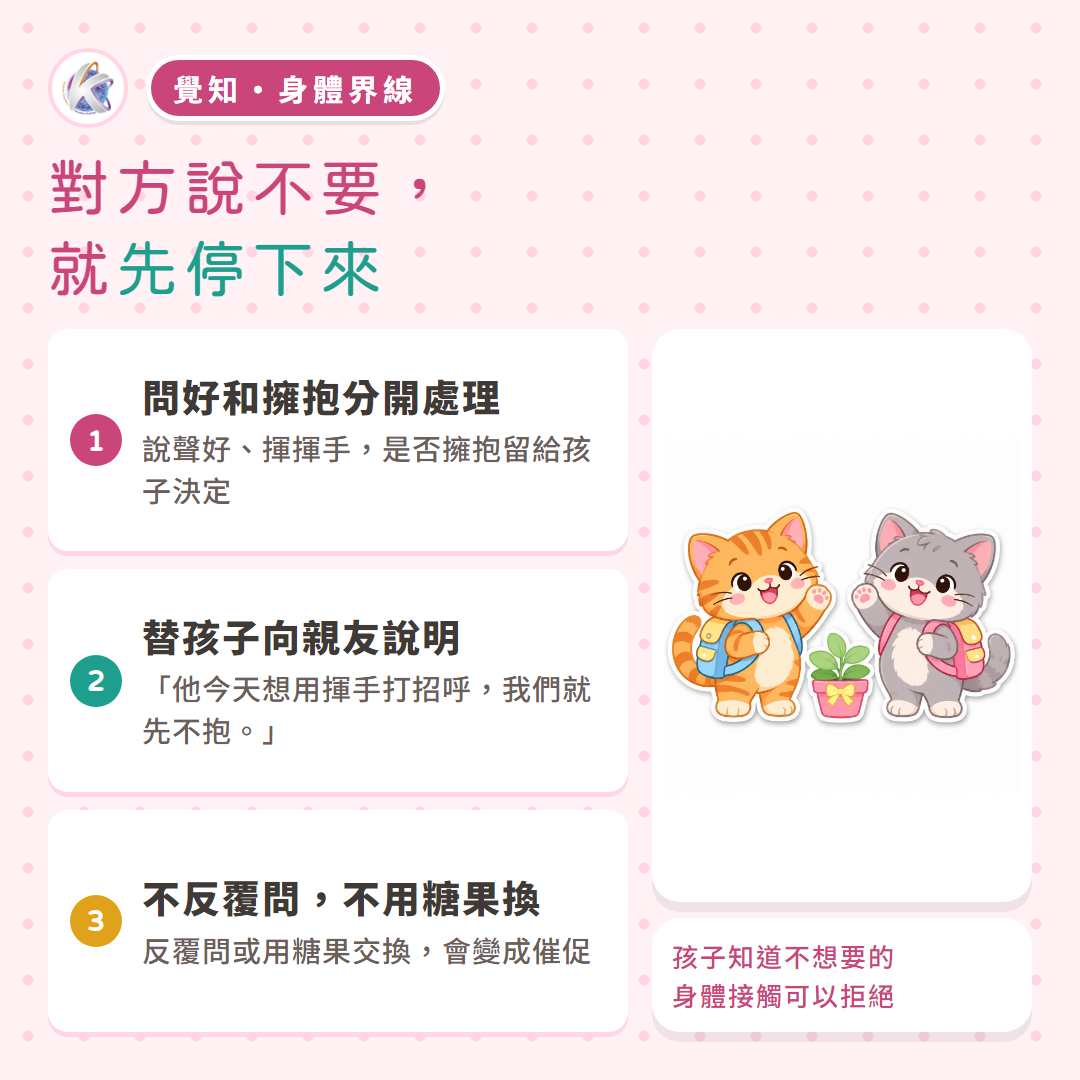 覺知・身體界線
對方說不要，
就先停下來
1
問好和擁抱分開處理
說聲好、揮揮手，是否擁抱留給孩
子決定
2
替孩子向親友說明
「他今天想用揮手打招呼，我們就
先不抱。」
3
不反覆問，不用糖果換
反覆問或用糖果交換，會變成催促
孩子知道不想要的
身體接觸可以拒絕